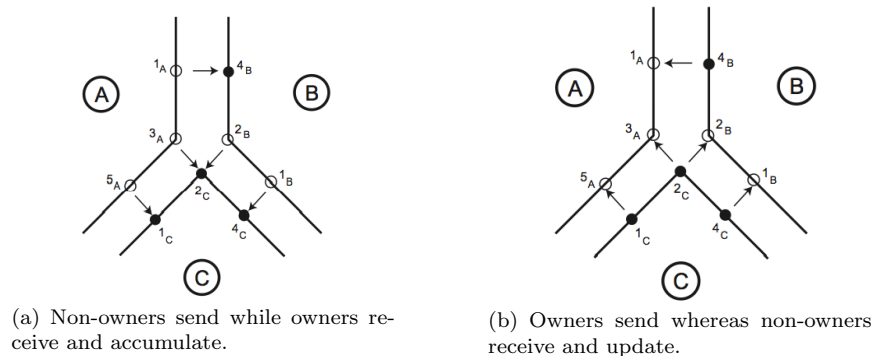 1A
4B
A
B
3A
2B
5A
2C
1B
1C
4C
C
(a) Non-owners send while owners re-
ceive and accumulate.
1A
4B
A
B
3A
2B
5A
2C
1B
1C
4C
C
(b) Owners send whereas non-owners
receive and update.